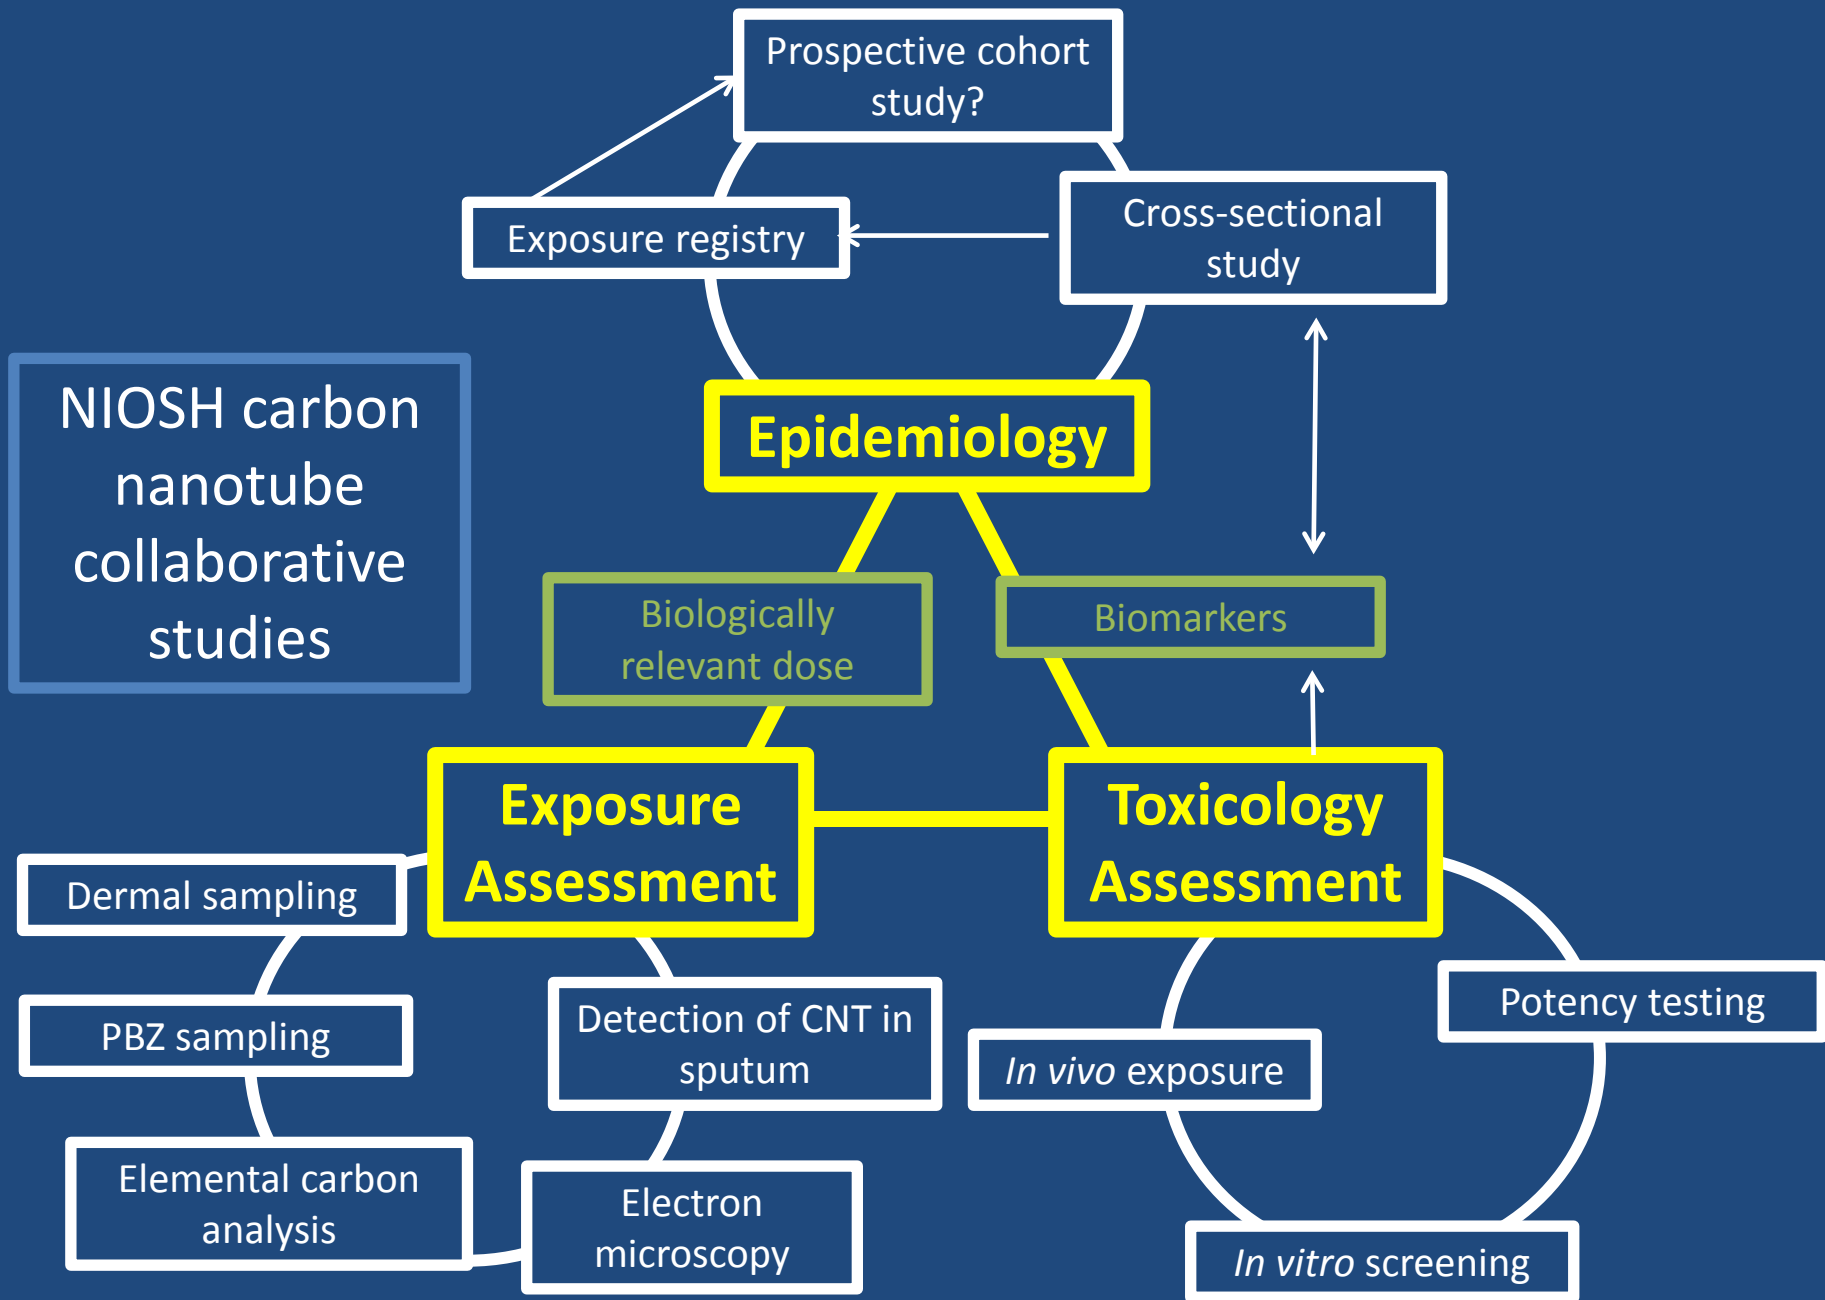 Prospective cohort
study?
Exposure registry
Cross-sectional
study
NIOSH carbon
nanotube
collaborative
studies
Epidemiology
Biologically
relevant dose
Biomarkers
Exposure
Assessment
Toxicology
Assessment
Dermal sampling
PBZ sampling
Elemental carbon
analysis
Electron
microscopy
Detection of CNT in
sputum
In vivo exposure
Potency testing
In vitro screening